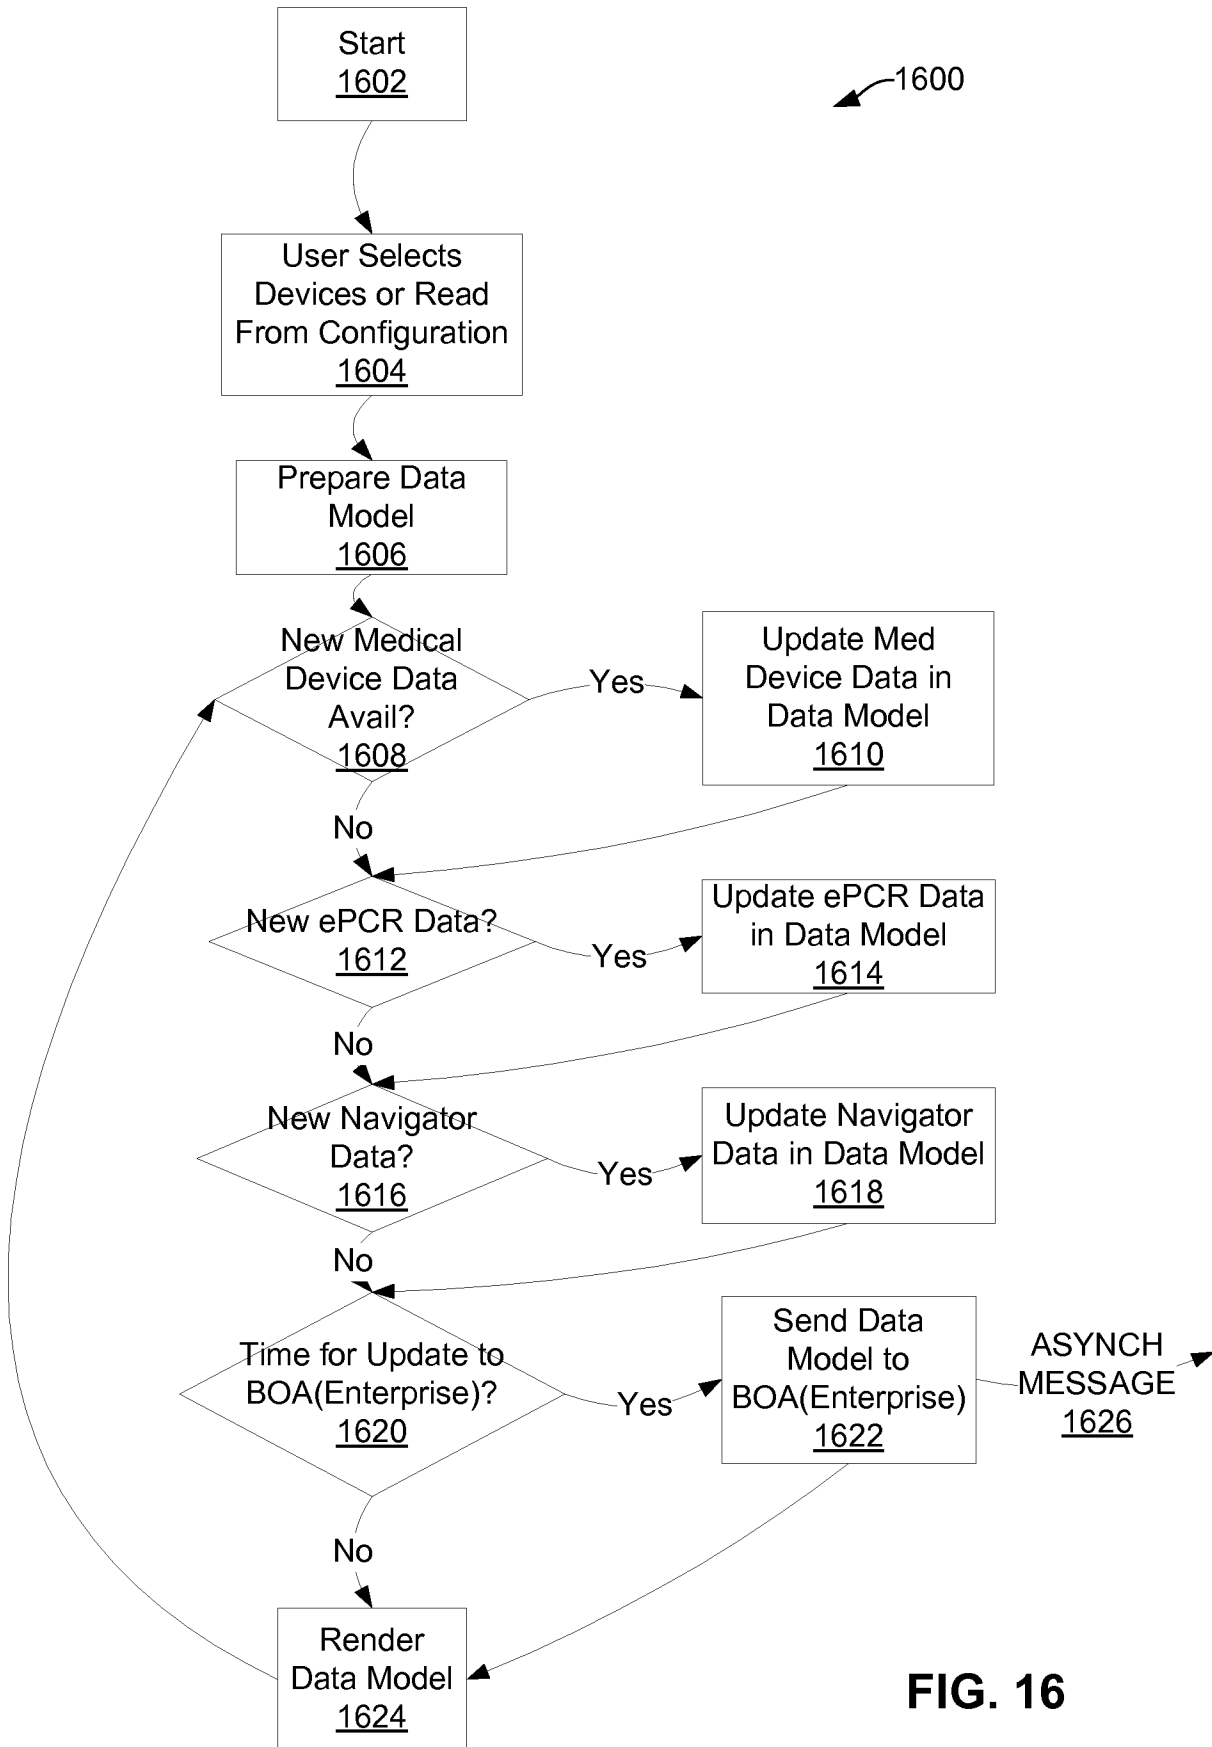 Start
1602
1600
User Selects
Devices or Read
From Configuration
1604
Prepare Data
Model
1606
New Medical
Device Data
Avail?
1608
Yes
Update Med
Device Data in
Data Model
1610
No
New ePCR Data?
1612
Yes
Update ePCR Data
in Data Model
1614
No
New Navigator
Data?
1616
Yes
Update Navigator
Data in Data Model
1618
No
Time for Update to
BOA(Enterprise)?
1620
Yes
Send Data
Model to
BOA(Enterprise)
1622
ASYNCH
MESSAGE
1626
No
Render
Data Model
1624
FIG. 16